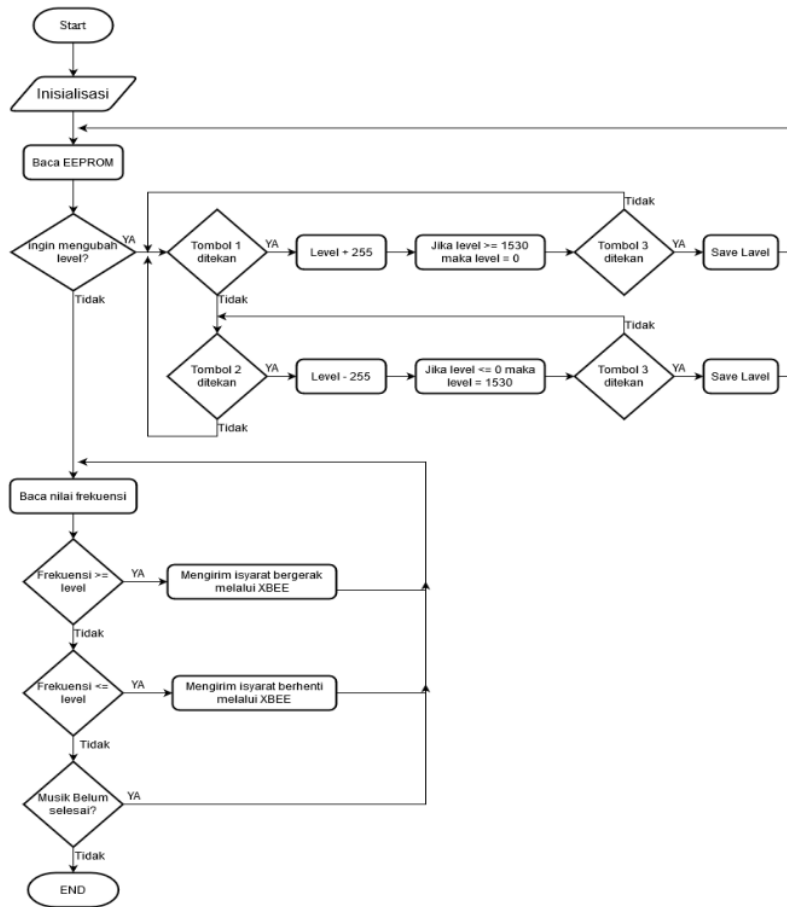 Start
Inisialisasi
Baca EEPROM
Ingin mengubah
level?
YA
Tidak
Tombol 1
ditekan
YA
Tidak
Level + 255
Jika level >= 1530
maka level = 0
Tidak
Tombol 3
ditekan
YA
Save Lavel
Tombol 2
ditekan
YA
Tidak
Level - 255
Jika level <= 0 maka
level = 1530
Tidak
Tombol 3
ditekan
YA
Save Lavel
Baca nilai frekuensi
Frekuensi >=
level
YA
Tidak
Mengirim isyarat bergerak
melalui XBEE
Frekuensi <=
level
YA
Tidak
Mengirim isyarat berhenti
melalui XBEE
Musik Belum
selesai?
YA
Tidak
END